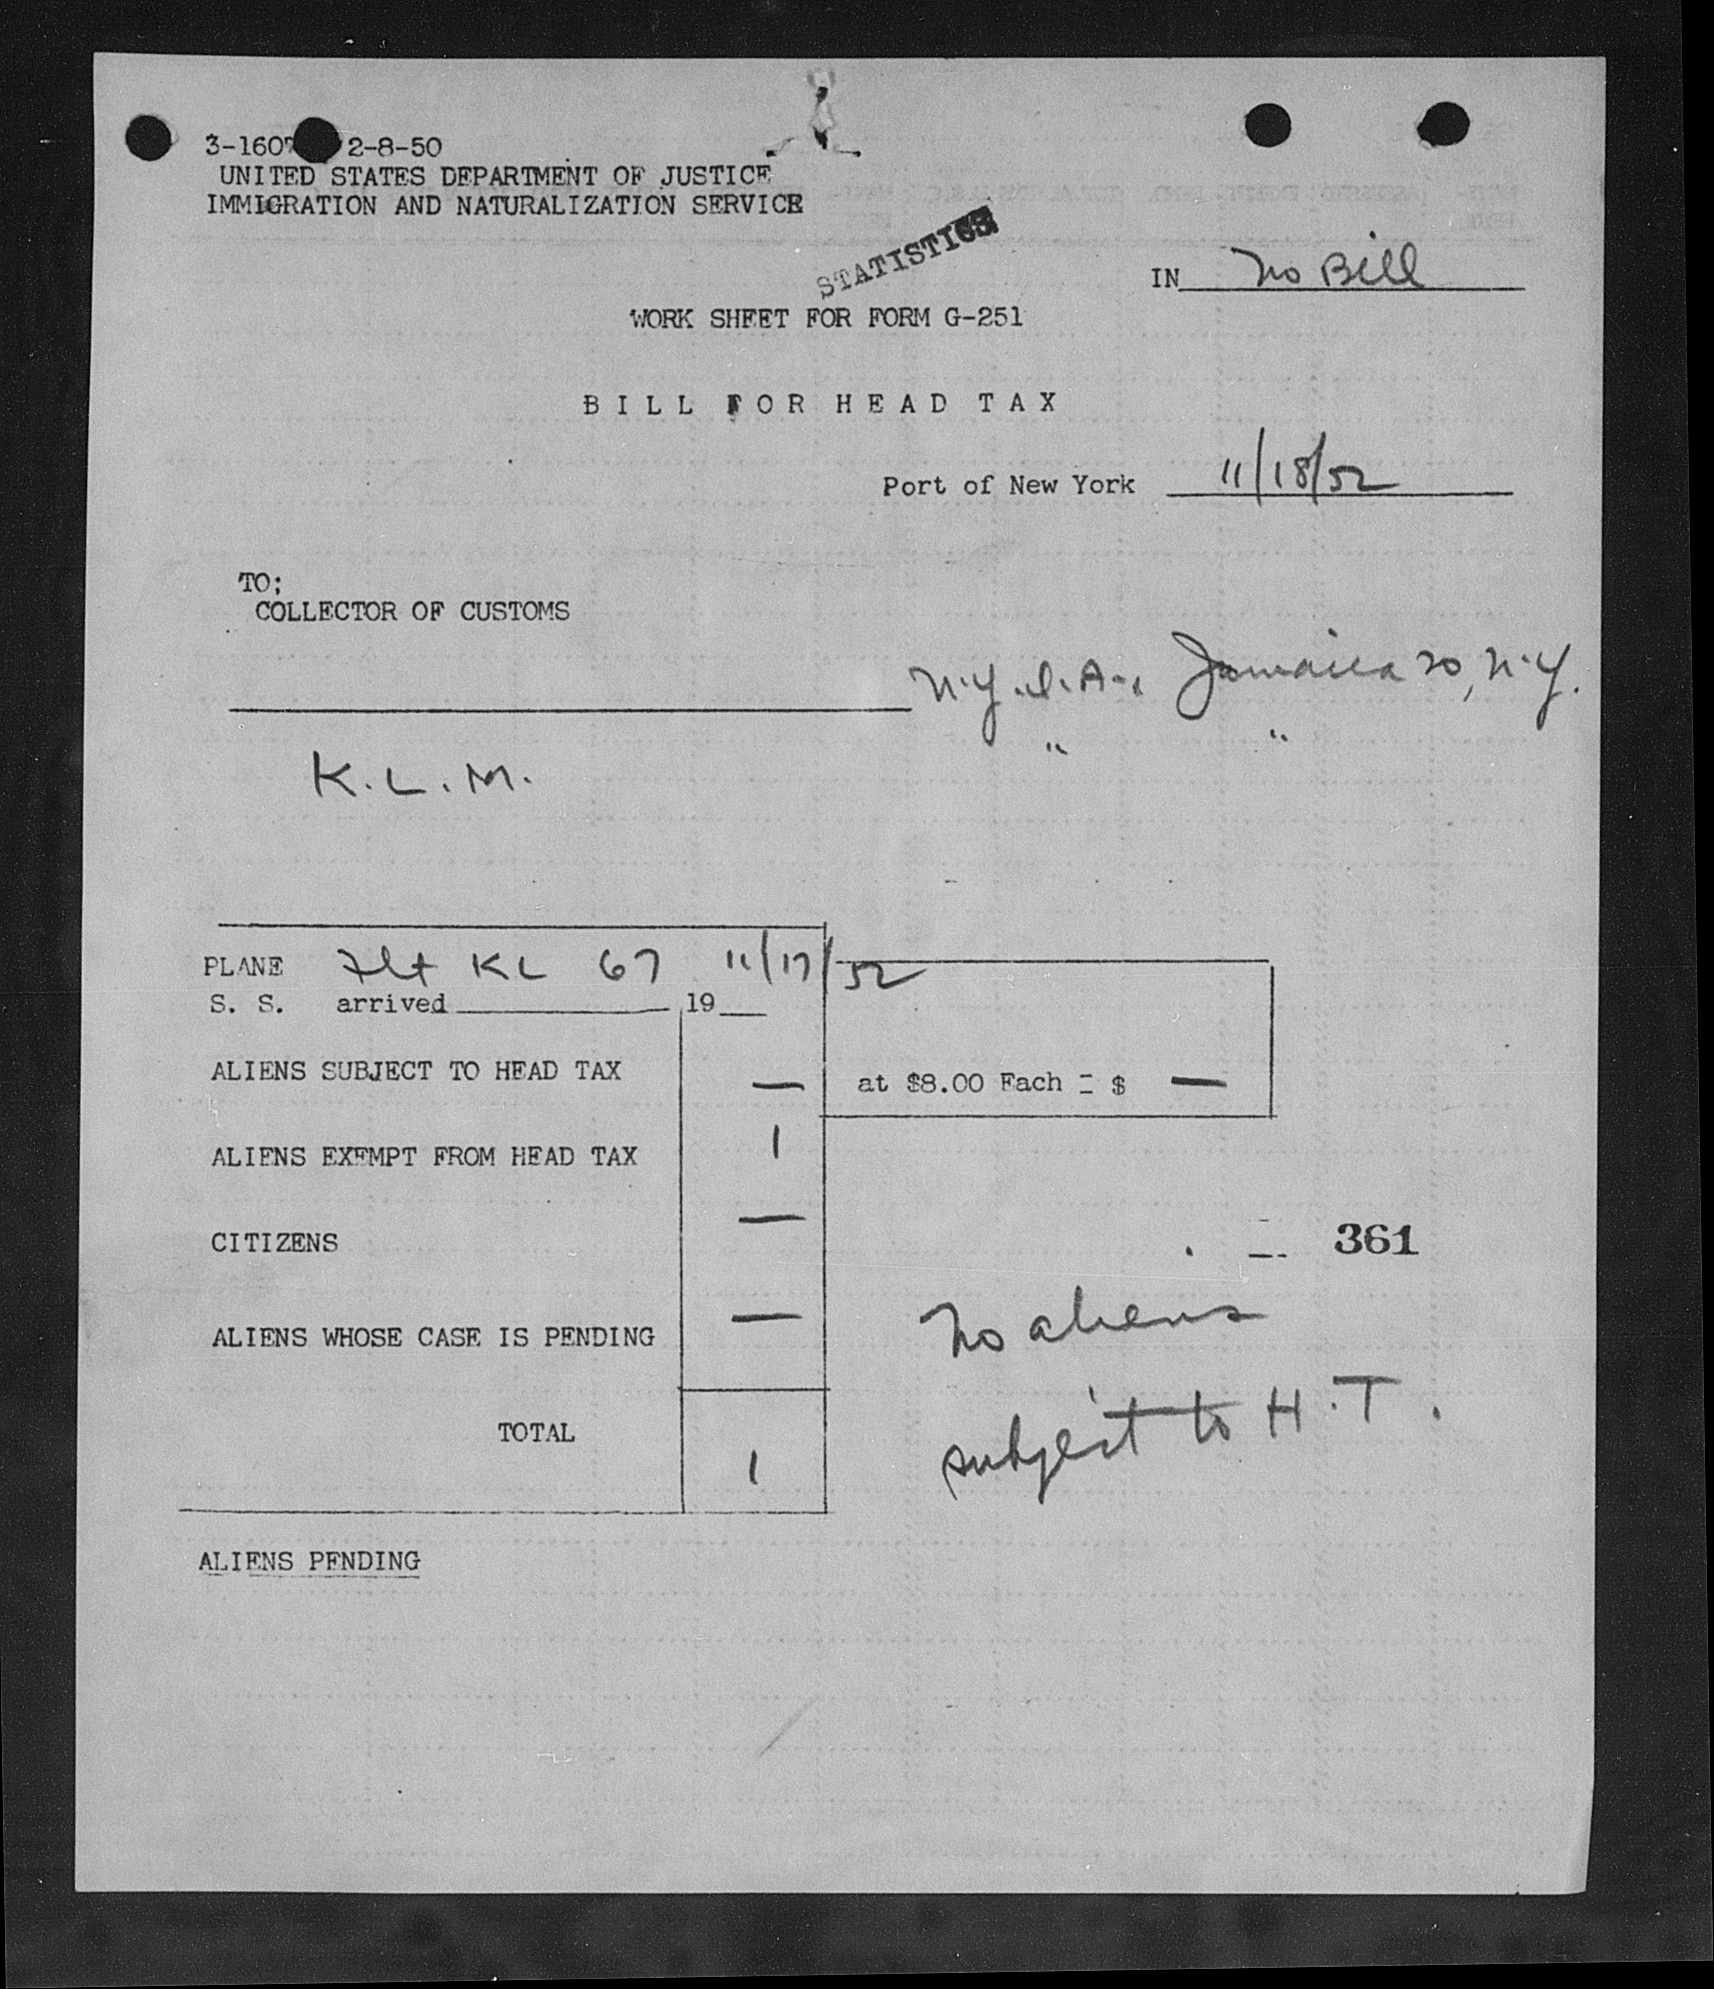 3-1607 2-8-50
UNITED STATES DEPARTMENT OF JUSTICE
IMMIGRATION AND NATURALIZATION SERVICE
STATISTICS
IN No Bill
WORK SHEET FOR FORM G-251
BILL FOR HEAD TAX
Port of New York 11/18/52
TO;
COLLECTOR OF CUSTOMS
N.Y.I.A., Jamaica 20, N.Y.
" "
K.L.M.
PLANE Flt KL 67 11/17/52
S. S. arrived 19
ALIENS SUBJECT TO HEAD TAX — at $8.00 Each = $ —
ALIENS EXEMPT FROM HEAD TAX 1
CITIZENS —
361
ALIENS WHOSE CASE IS PENDING —
No aliens
subject to H.T.
TOTAL 1
ALIENS PENDING